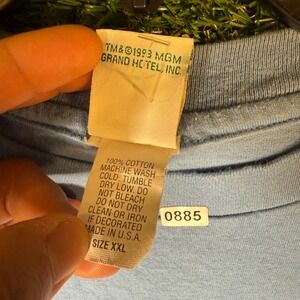 TM&©1993 MGM
GRAND HOTEL, INC.
100% COTTON
MACHINE WASH
COLD. TUMBLE
DRY LOW. DO
NOT BLEACH
DO NOT DRY
CLEAN OR IRON
IF DECORATED
MADE IN U.S.A.
SIZE XXL
0885